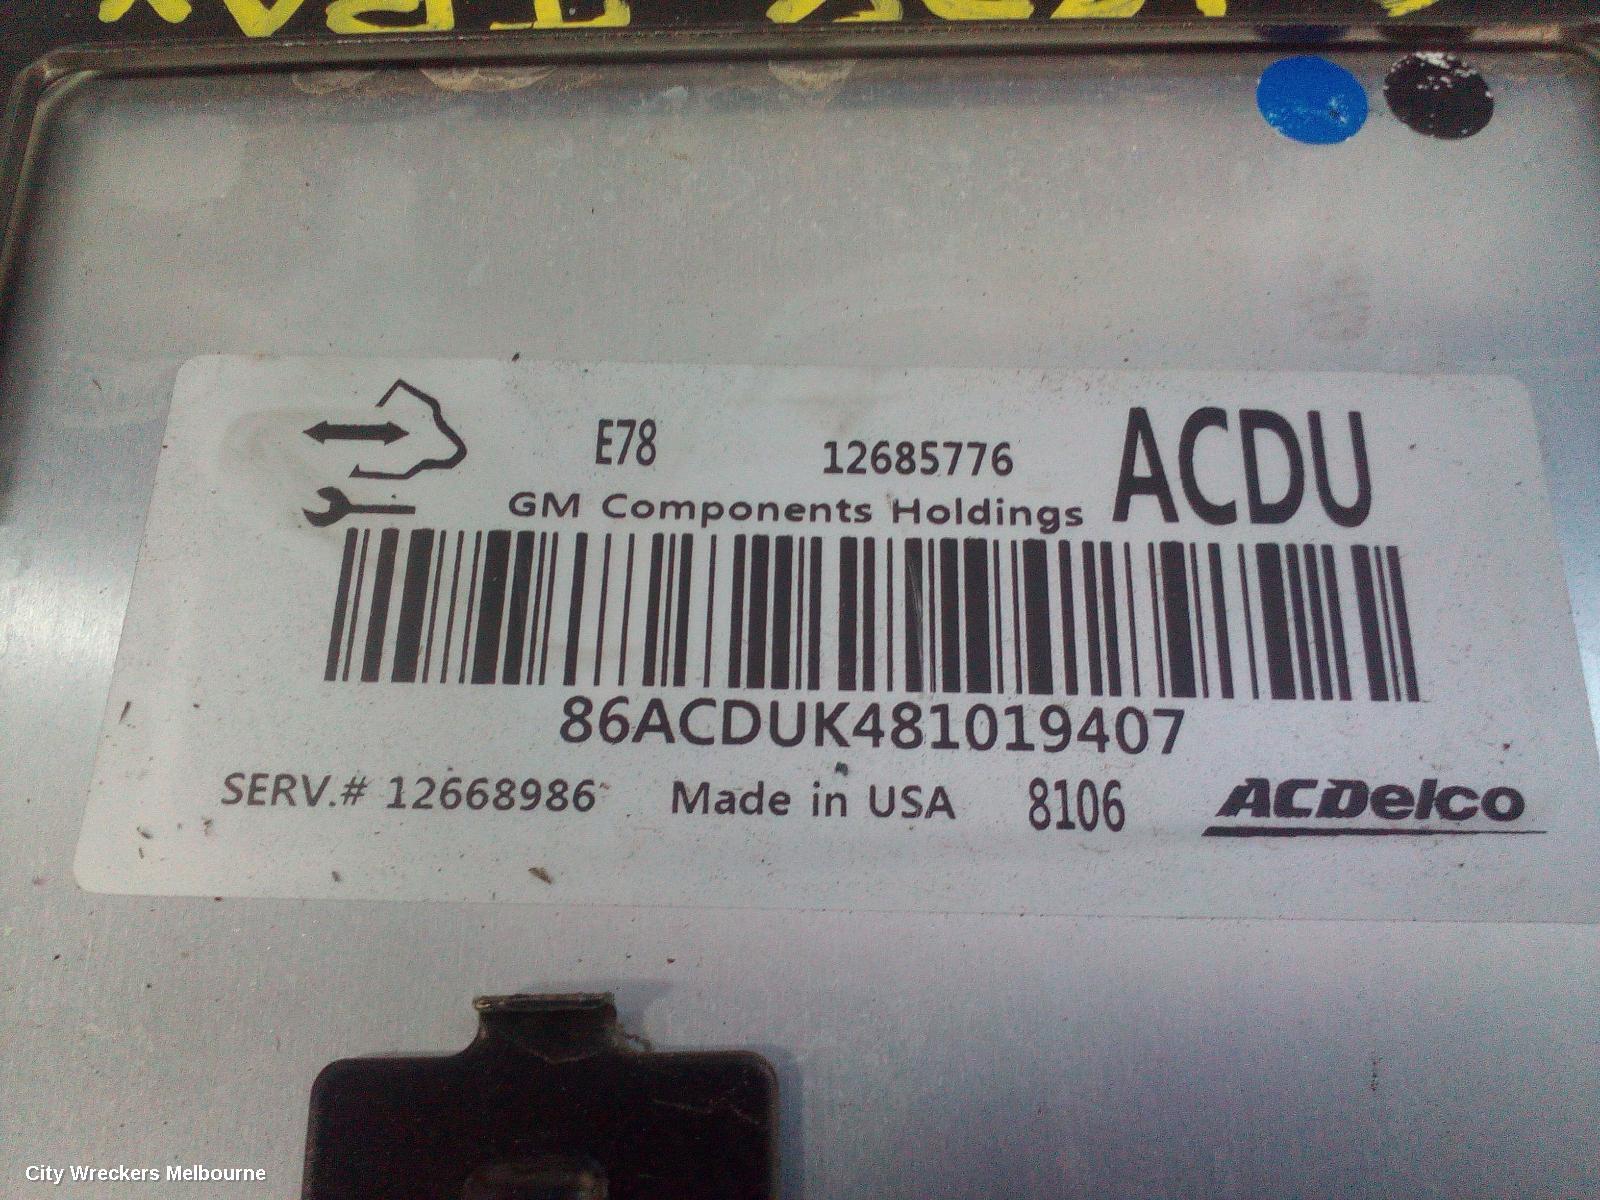 E78 12685776 ACDU
GM Components Holdings
86ACDUK481019407
SERV.# 12668986 Made in USA 8106 ACDelco
City Wreckers Melbourne